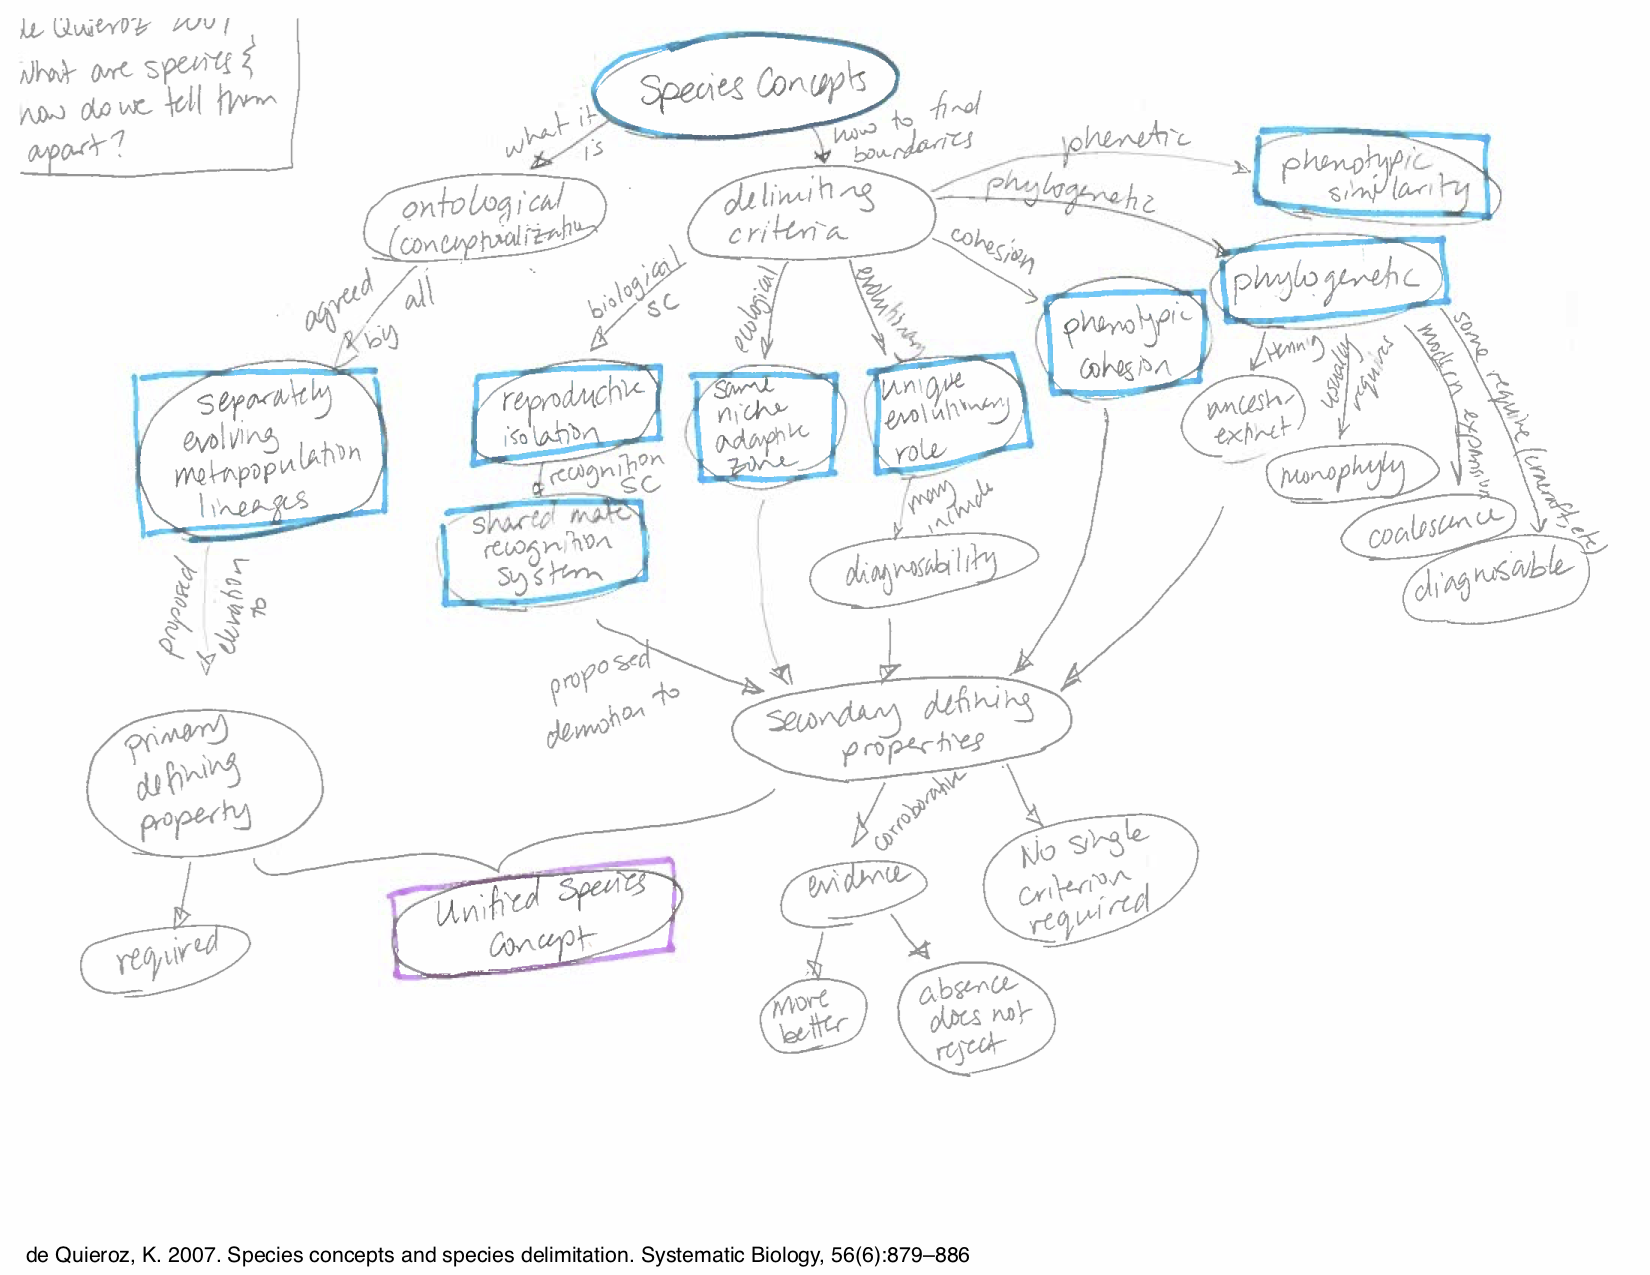 de Quieroz 2007,
What are species &
how do we tell them
apart?
Species Concepts
what it
is
how to find
boundaries
ontological
(conceptualization
delimiting
criteria
phenetic
phenotypic
similarity
phylogenetic
phylogenetic
cohesion
phenotypic
cohesion
agreed
by
all
biological
SC
ecological
evolutionary
separately
evolving
metapopulation
lineages
reproductive
isolation
recognition
SC
shared mate
recognition
system
same
niche
adaptive
zone
unique
evolutionary
role
may
include
diagnosability
Hennig
ancestr
extinct
usually
requires
monophyly
modern expansion
coalescence
some require (cracraft, etc)
diagnosable
proposed
elevation
to
proposed
demotion to
primary
defining
property
required
Secondary defining
properties
Unified Species
Concept
corroborative
evidence
more
better
absence
does not
reject
No single
criterion
required
de Quieroz, K. 2007. Species concepts and species delimitation. Systematic Biology, 56(6):879–886